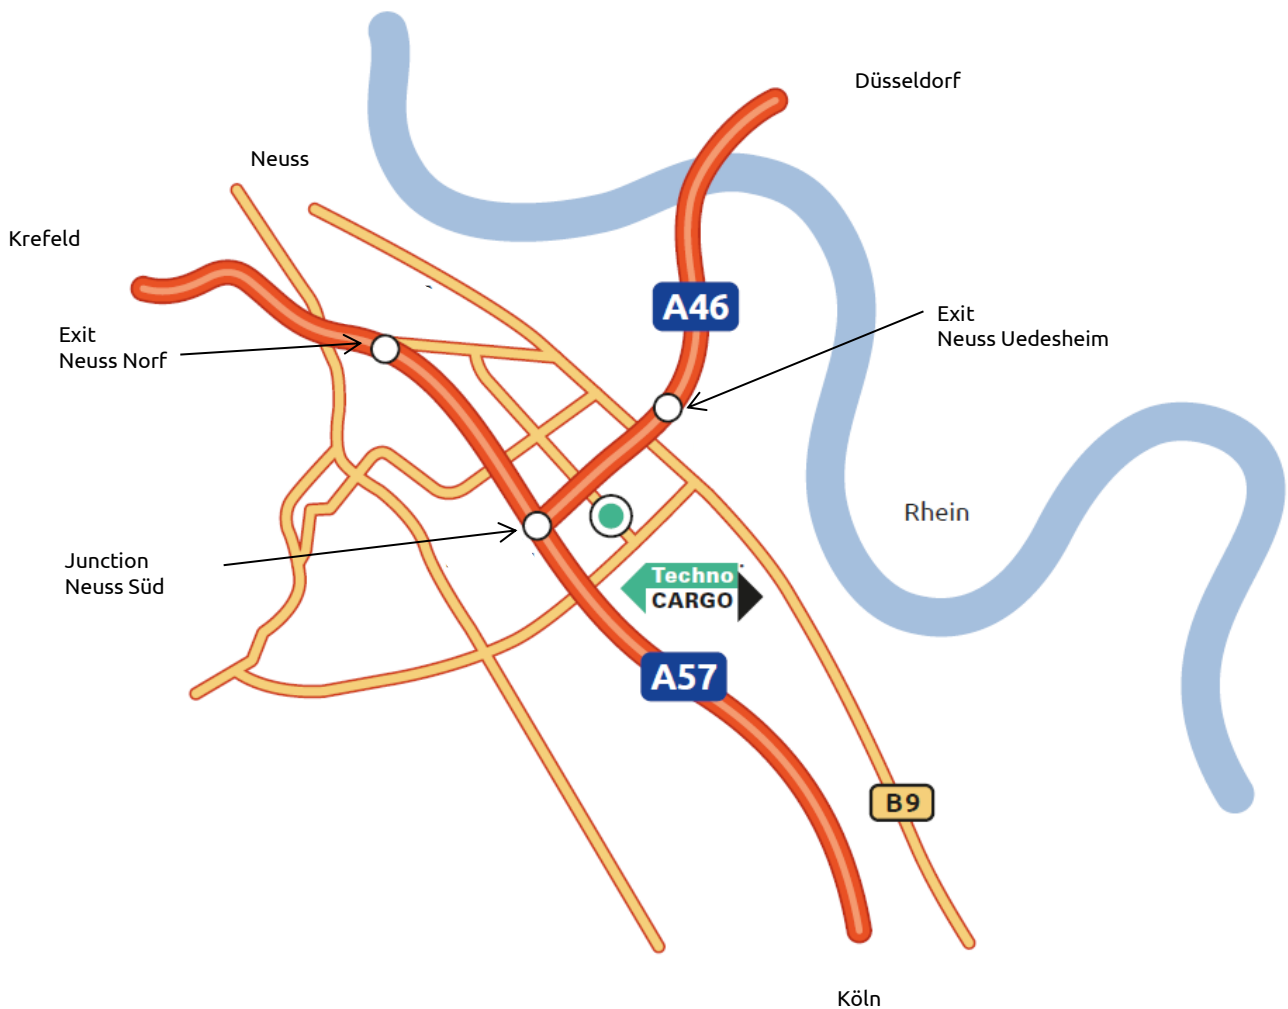 Düsseldorf
Neuss
Krefeld
A46
Exit
Neuss Uedesheim
Exit
Neuss Norf
Rhein
Junction
Neuss Süd
Techno
CARGO
A57
B9
Köln